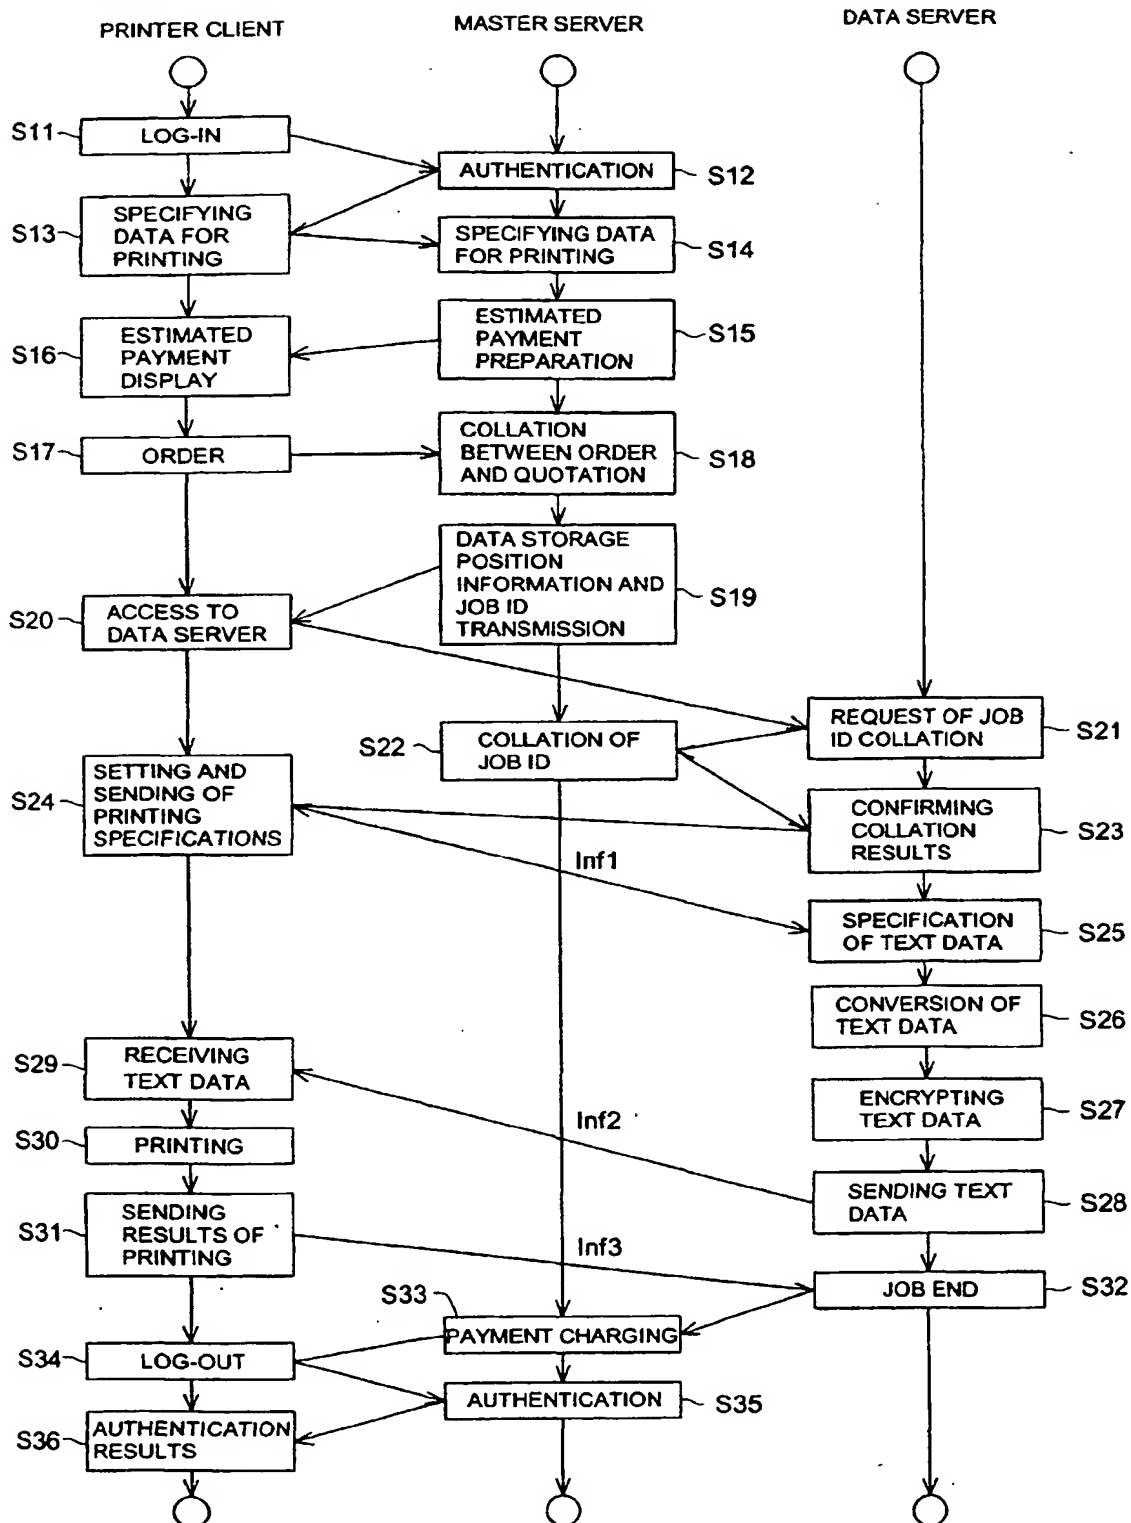 PRINTER CLIENT
MASTER SERVER
DATA SERVER
S11
LOG-IN
AUTHENTICATION
S12
S13
SPECIFYING
DATA FOR
PRINTING
SPECIFYING DATA
FOR PRINTING
S14
S16
ESTIMATED
PAYMENT
DISPLAY
ESTIMATED
PAYMENT
PREPARATION
S15
S17
ORDER
COLLATION
BETWEEN ORDER
AND QUOTATION
S18
DATA STORAGE
POSITION
INFORMATION AND
JOB ID
TRANSMISSION
S19
S20
ACCESS TO
DATA SERVER
S22
COLLATION OF
JOB ID
REQUEST OF JOB
ID COLLATION
S21
S24
SETTING AND
SENDING OF
PRINTING
SPECIFICATIONS
CONFIRMING
COLLATION
RESULTS
S23
Inf1
SPECIFICATION
OF TEXT DATA
S25
CONVERSION OF
TEXT DATA
S26
S29
RECEIVING
TEXT DATA
ENCRYPTING
TEXT DATA
S27
Inf2
S30
PRINTING
SENDING TEXT
DATA
S28
S31
SENDING
RESULTS OF
PRINTING
Inf3
JOB END
S32
S33
PAYMENT CHARGING
S34
LOG-OUT
AUTHENTICATION
S35
S36
AUTHENTICATION
RESULTS